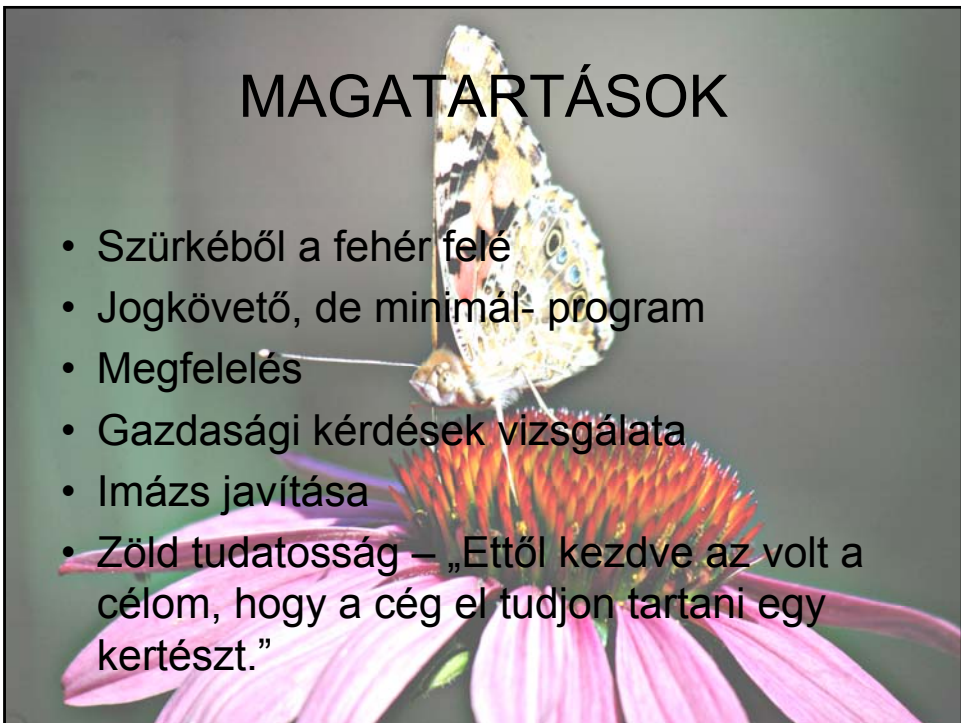 MAGATARTÁSOK
• Szürkéből a fehér felé
• Jogkövető, de minimál- program
• Megfelelés
• Gazdasági kérdések vizsgálata
• Imázs javítása
• Zöld tudatosság – „Ettől kezdve az volt a
célom, hogy a cég el tudjon tartani egy
kertészt.”